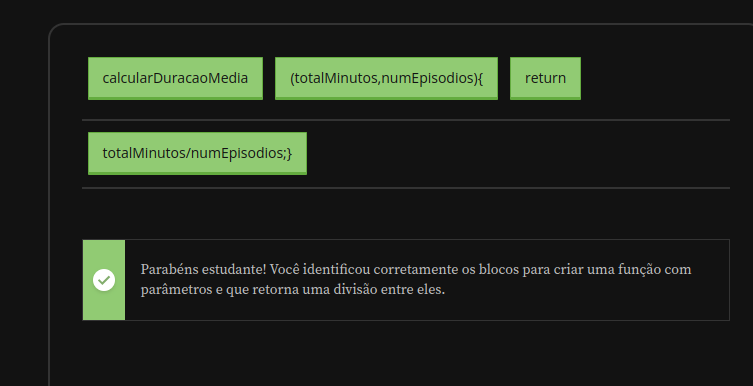 calcularDuracaoMedia (totalMinutos,numEpisodios){ return
totalMinutos/numEpisodios;}
Parabéns estudante! Você identificou corretamente os blocos para criar uma função com
parâmetros e que retorna uma divisão entre eles.